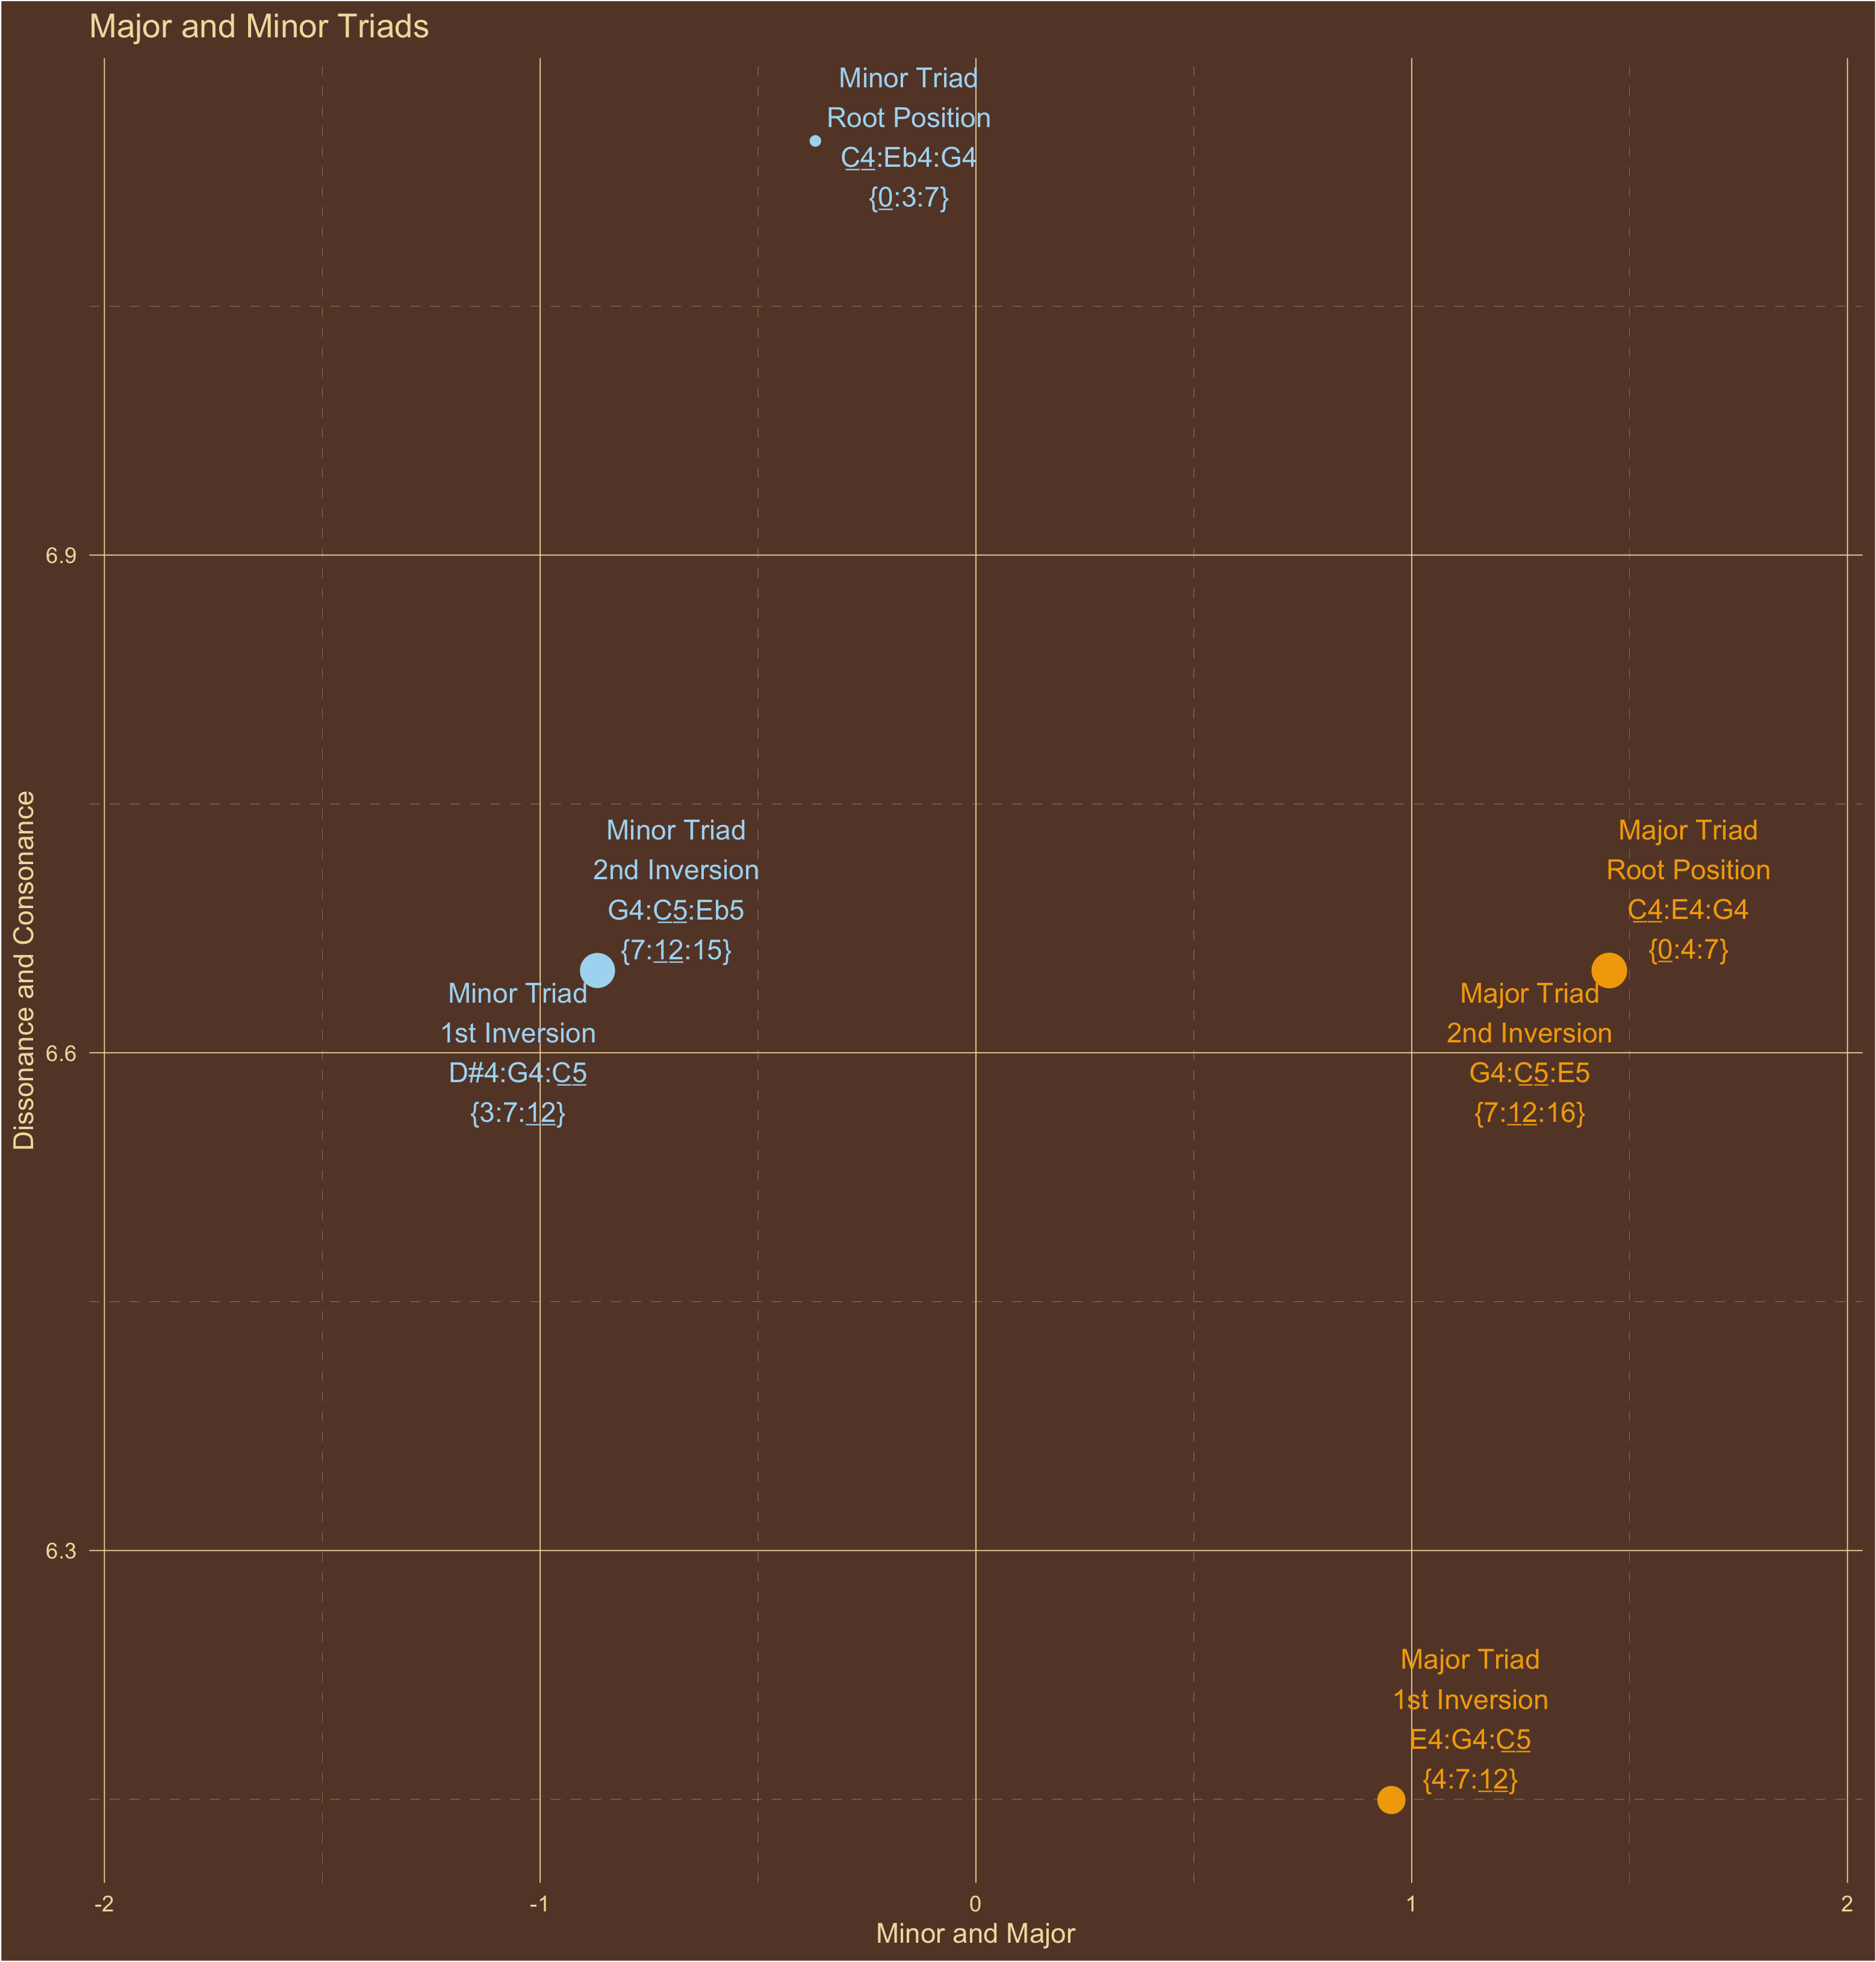 Major and Minor Triads
Minor Triad
Root Position
C4:Eb4:G4
{0:3:7}
6.9
Minor Triad
2nd Inversion
G4:C5:Eb5
{7:12:15}
Major Triad
Root Position
C4:E4:G4
{0:4:7}
Minor Triad
1st Inversion
D#4:G4:C5
{3:7:12}
Major Triad
2nd Inversion
G4:C5:E5
{7:12:16}
6.6
Dissonance and Consonance
6.3
Major Triad
1st Inversion
E4:G4:C5
{4:7:12}
-2 -1 0 1 2
Minor and Major